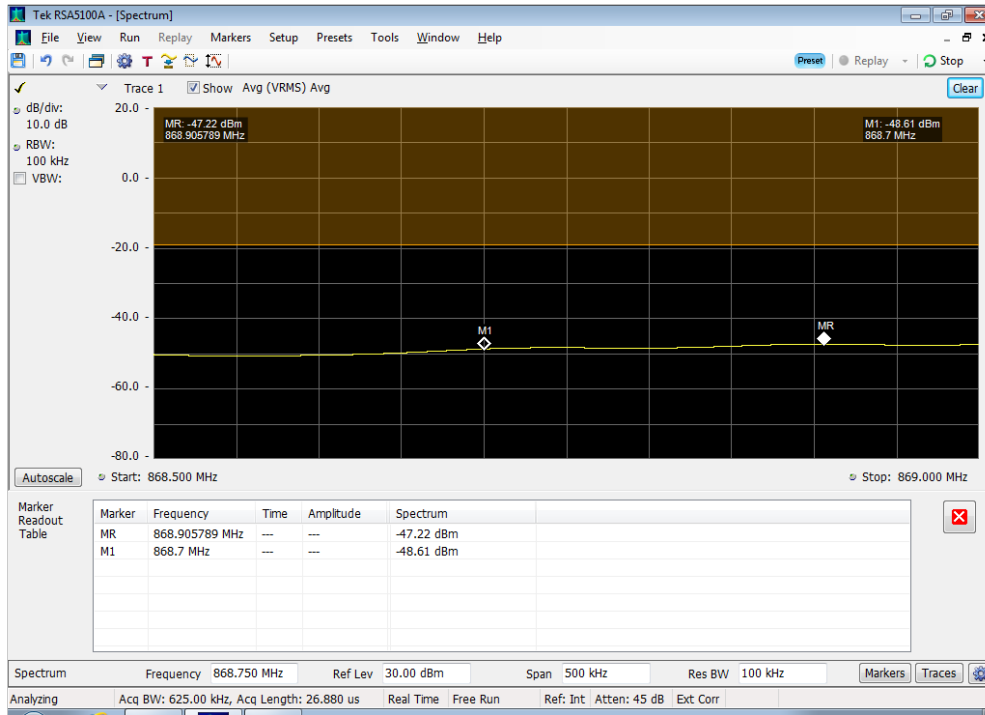 Tek RSA5100A - [Spectrum]
File View Run Replay Markers Setup Presets Tools Window Help
Preset Replay Stop
Trace 1 Show Avg (VRMS) Avg Clear
dB/div:
10.0 dB
RBW:
100 kHz
VBW:
20.0 -
0.0 -
-20.0 -
-40.0 -
-60.0 -
-80.0 -
MR: -47.22 dBm
868.905789 MHz
M1: -48.61 dBm
868.7 MHz
M1
MR
Autoscale Start: 868.500 MHz Stop: 869.000 MHz
Marker
Readout
Table
Marker Frequency Time Amplitude Spectrum
MR 868.905789 MHz --- --- -47.22 dBm
M1 868.7 MHz --- --- -48.61 dBm
Spectrum Frequency 868.750 MHz Ref Lev 30.00 dBm Span 500 kHz Res BW 100 kHz Markers Traces
Analyzing Acq BW: 625.00 kHz, Acq Length: 26.880 us Real Time Free Run Ref: Int Atten: 45 dB Ext Corr